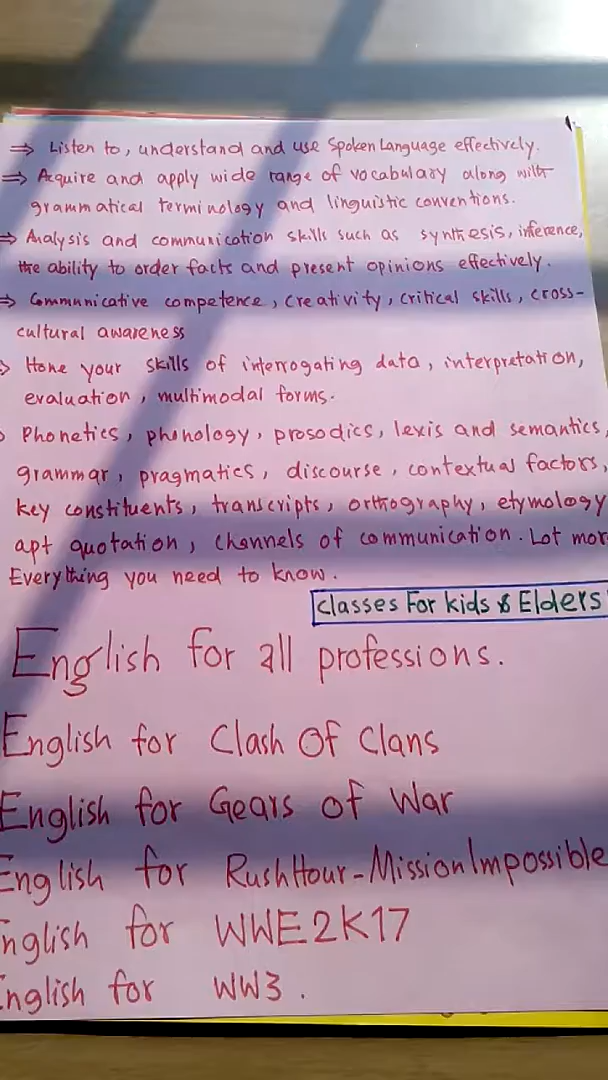 ⇒ Listen to, understand and use Spoken Language effectively.
⇒ Acquire and apply wide range of vocabulary along with
grammatical terminology and linguistic conventions.
⇒ Analysis and communication skills such as synthesis, inference,
the ability to order facts and present opinions effectively.
⇒ Communicative competence, creativity, critical skills, cross-
cultural awareness
⇒ Hone your skills of interrogating data, interpretation,
evaluation, multimodal forms.
⇒ Phonetics, phonology, prosodics, lexis and semantics,
grammar, pragmatics, discourse, contextual factors,
key constituents, transcripts, orthography, etymology
apt quotation, channels of communication. Lot mor
Everything you need to know.
Classes For kids & Elders
English for all professions.
English for Clash Of Clans
English for Gears of War
English for RushHour-MissionImpossible
English for WWE2K17
English for WW3.